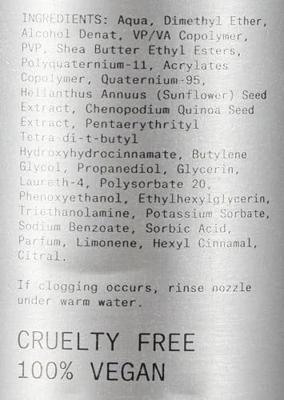 INGREDIENTS: Aqua, Dimethyl Ether,
Alcohol Denat, VP/VA Copolymer,
PVP, Shea Butter Ethyl Esters,
Polyquaternium-11, Acrylates
Copolymer, Quaternium-95,
Helianthus Annuus (Sunflower) Seed
Extract, Chenopodium Quinoa Seed
Extract, Pentaerythrityl
Tetra-di-t-butyl
Hydroxyhydrocinnamate, Butylene
Glycol, Propanediol, Glycerin,
Laureth-4, Polysorbate 20,
Phenoxyethanol, Ethylhexylglycerin,
Triethanolamine, Potassium Sorbate,
Sodium Benzoate, Sorbic Acid,
Parfum, Limonene, Hexyl Cinnamal,
Citral.
If clogging occurs, rinse nozzle
under warm water.
CRUELTY FREE
100% VEGAN